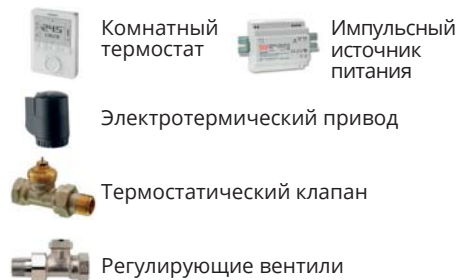 Комнатный
термостат
Импульсный
источник
питания
Электротермический привод
Термостатический клапан
Регулирующие вентили